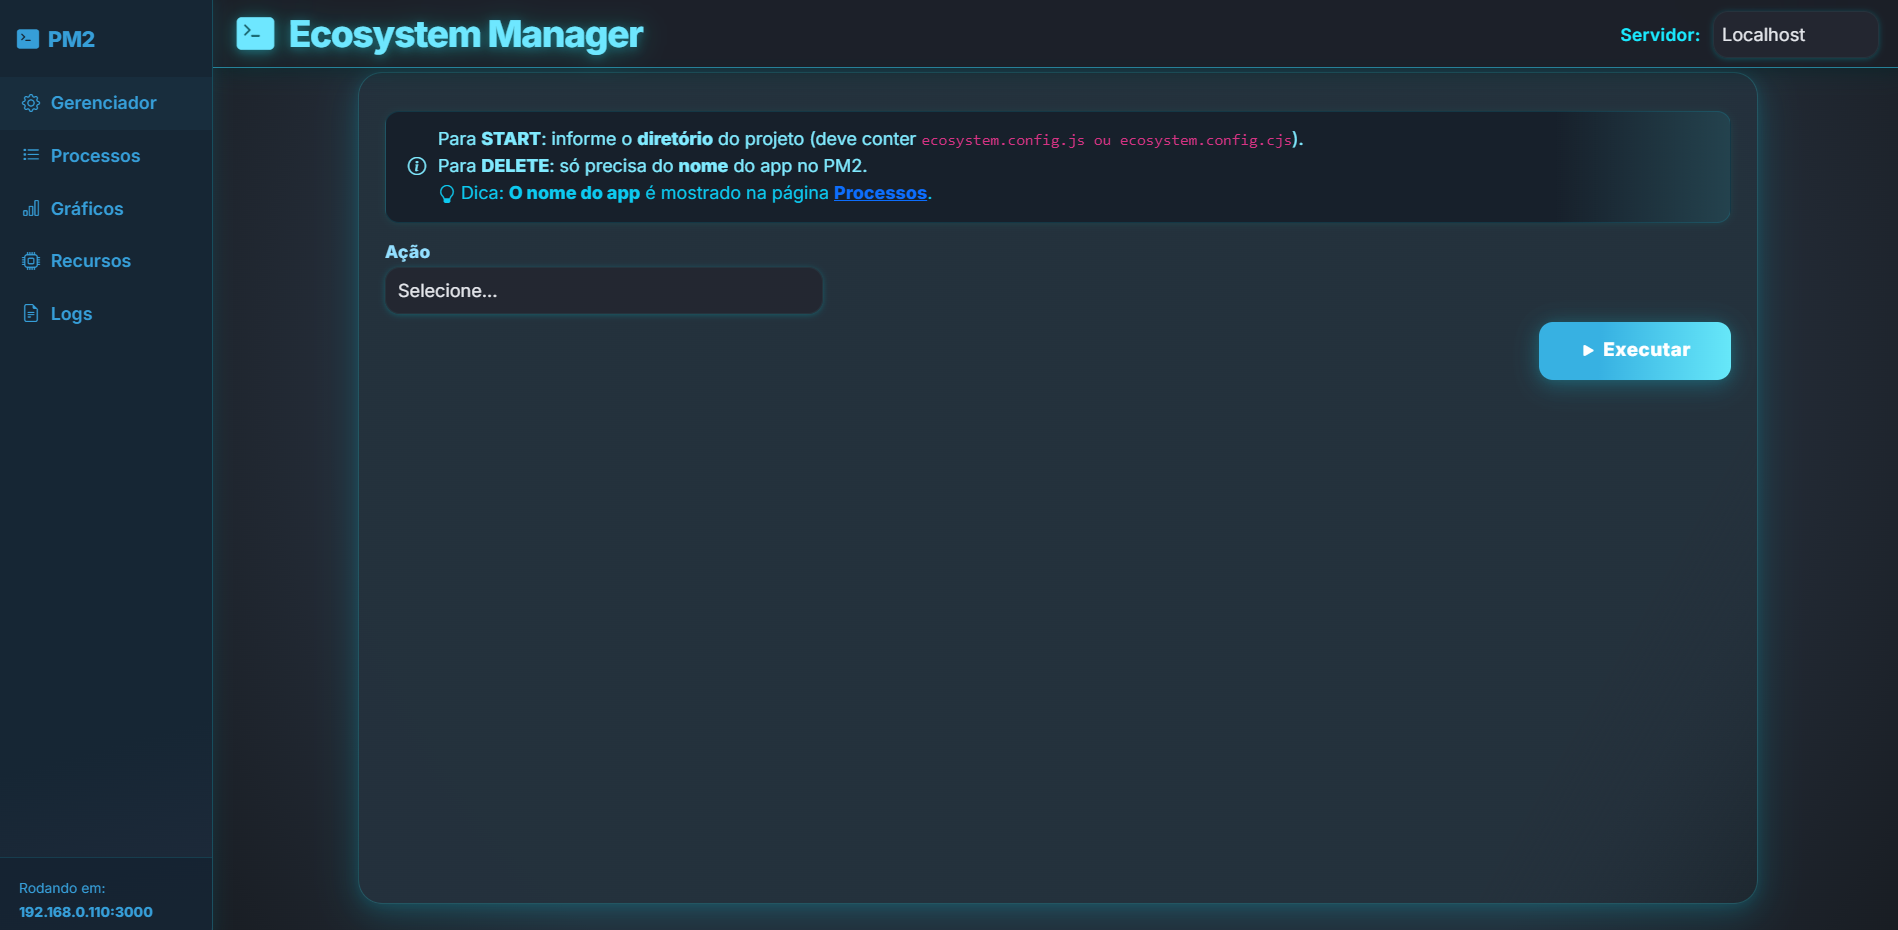 PM2
Gerenciador
Processos
Gráficos
Recursos
Logs
Rodando em:
192.168.0.110:3000
Ecosystem Manager
Servidor:
Localhost
Para START: informe o diretório do projeto (deve conter ecosystem.config.js ou ecosystem.config.cjs).
Para DELETE: só precisa do nome do app no PM2.
Dica: O nome do app é mostrado na página Processos.
Ação
Selecione...
Executar